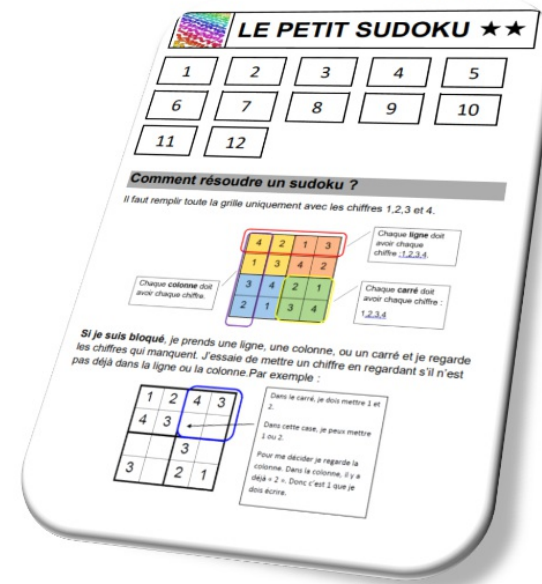 LE PETIT SUDOKU ★★
1 2 3 4 5
6 7 8 9 10
11 12
Comment résoudre un sudoku ?
Il faut remplir toute la grille uniquement avec les chiffres 1,2,3 et 4.
4 2 1 3
1 3 4 2
3 4 2 1
2 1 3 4
Chaque ligne doit
avoir chaque
chiffre :1,2,3,4.
Chaque colonne doit
avoir chaque chiffre.
Chaque carré doit
avoir chaque chiffre :
1,2,3,4
Si je suis bloqué, je prends une ligne, une colonne, ou un carré et je regarde
les chiffres qui manquent. J'essaie de mettre un chiffre en regardant s'il n'est
pas déjà dans la ligne ou la colonne.Par exemple :
1 2 4 3
4 3
3
3 2 1
Dans le carré, je dois mettre 1 et
2.
Dans cette case, je peux mettre
1 ou 2.
Pour me décider je regarde la
colonne. Dans la colonne, il y a
déjà « 2 ». Donc c'est 1 que je
dois écrire.